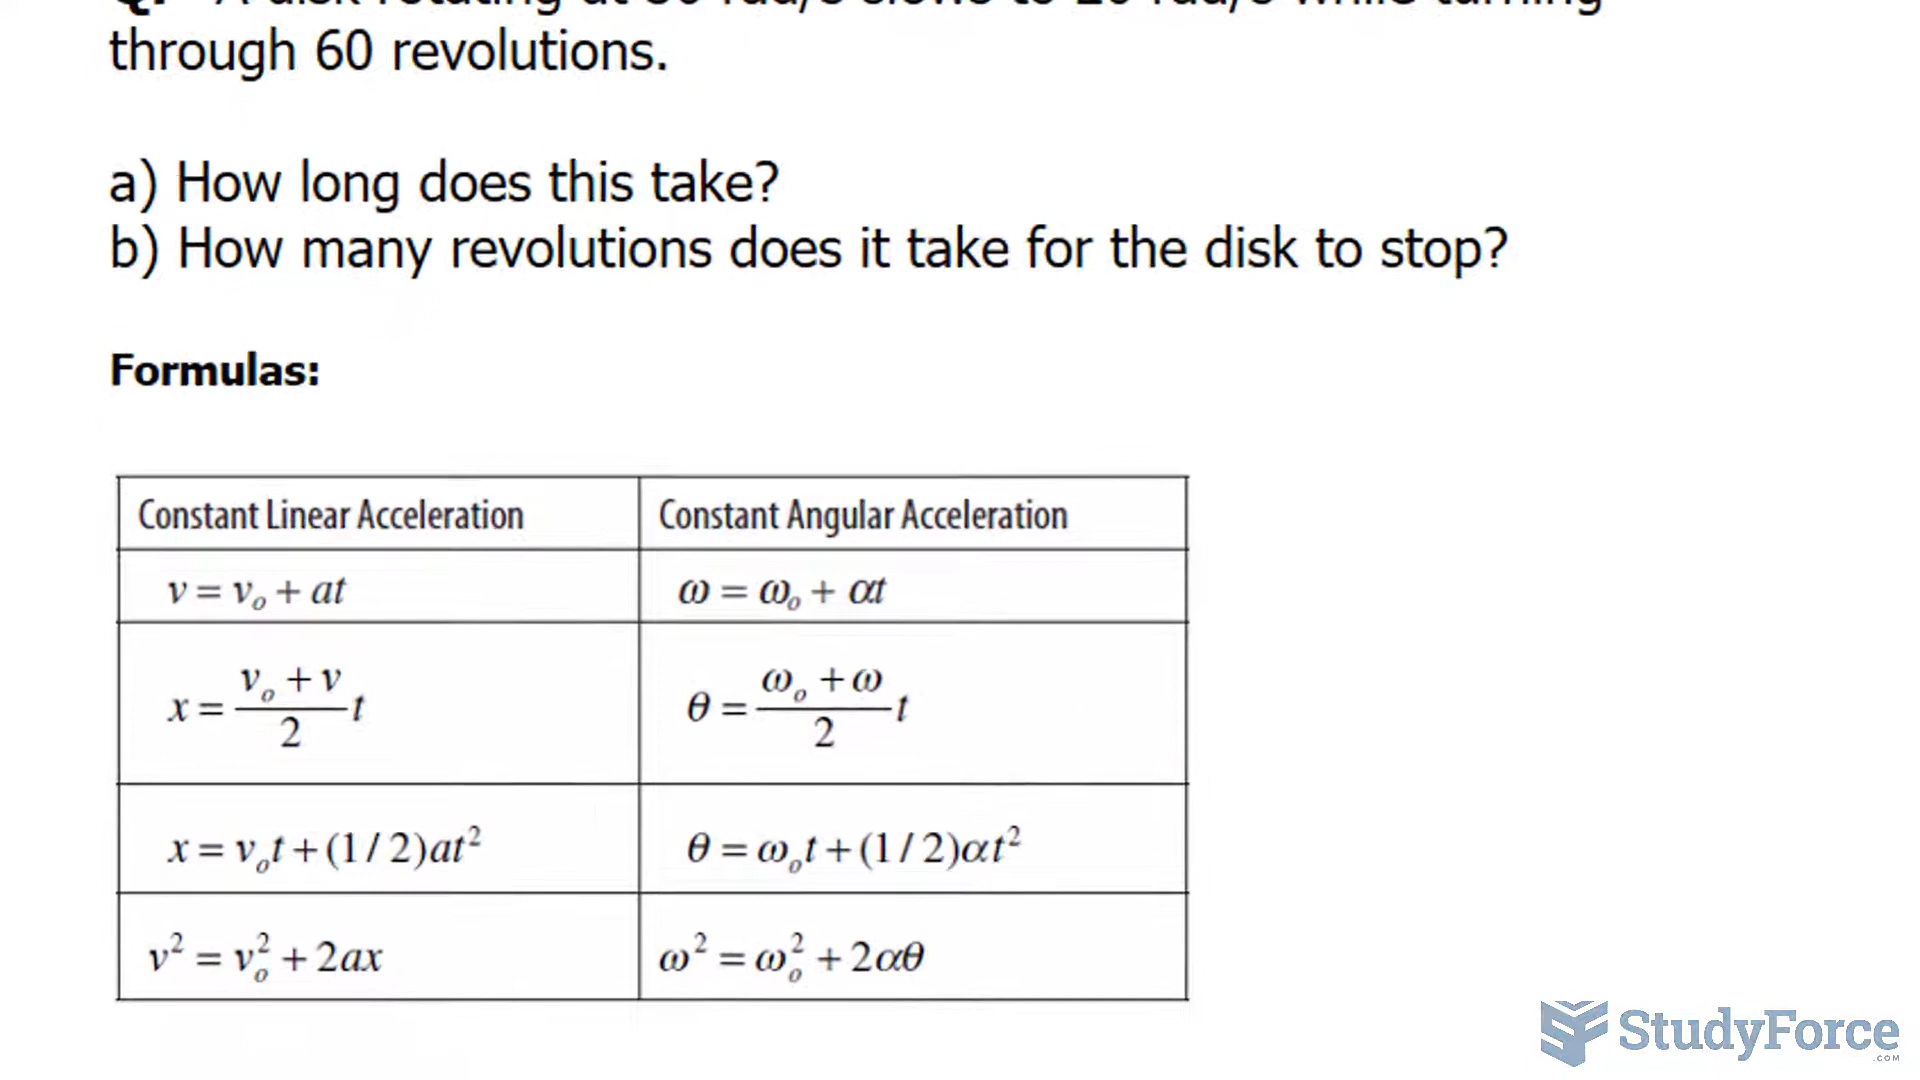 through 60 revolutions.
a) How long does this take?
b) How many revolutions does it take for the disk to stop?
Formulas:
Constant Linear Acceleration
Constant Angular Acceleration
v = v₀ + at
ω = ω₀ + αt
x = (v₀ + v)/2 t
θ = (ω₀ + ω)/2 t
x = v₀t + (1/2)at²
θ = ω₀t + (1/2)αt²
v² = v₀² + 2ax
ω² = ω₀² + 2αθ
StudyForce
.COM